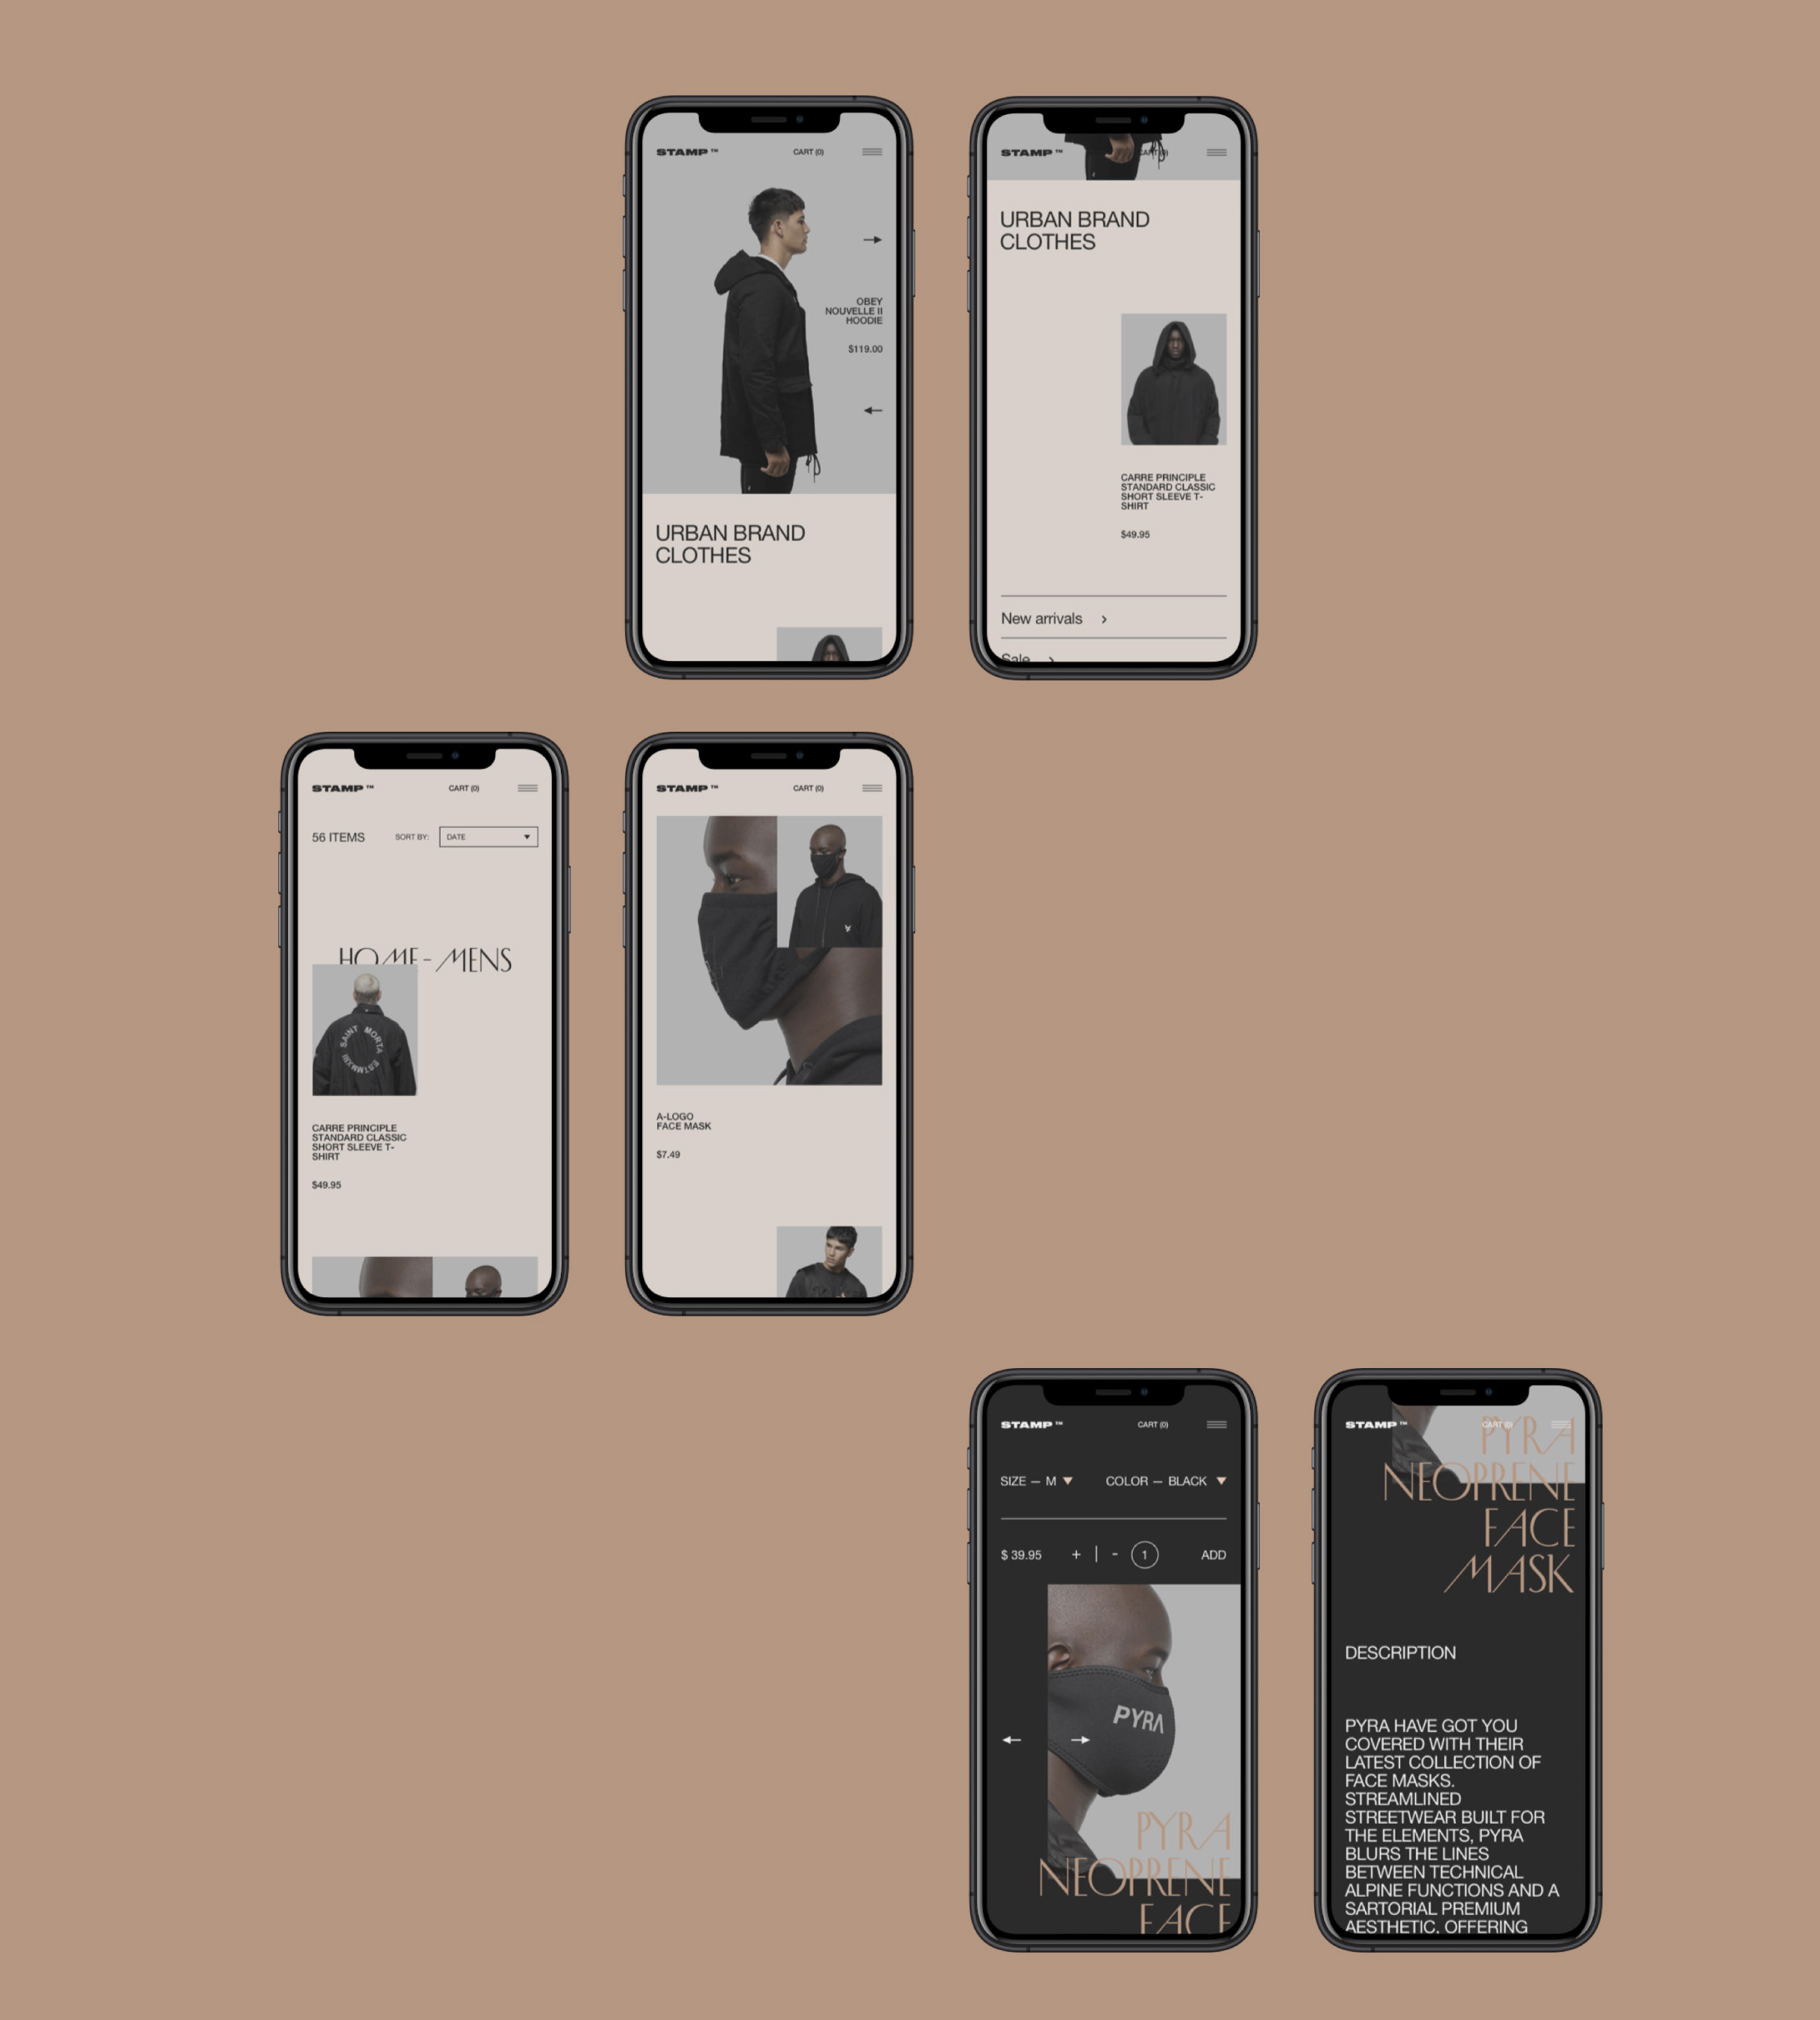 STAMP ™
CART (0)
OBEY
NOUVELLE II
HOODIE
$119.00
URBAN BRAND
CLOTHES
STAMP ™
CART (0)
URBAN BRAND
CLOTHES
CARRE PRINCIPLE
STANDARD CLASSIC
SHORT SLEEVE T-
SHIRT
$49.95
New arrivals ›
Sale ›
STAMP ™
CART (0)
56 ITEMS
SORT BY:
DATE
HOME - MENS
SAINT MORTA
EST.MMXIII
CARRE PRINCIPLE
STANDARD CLASSIC
SHORT SLEEVE T-
SHIRT
$49.95
STAMP ™
CART (0)
A-LOGO
FACE MASK
$7.49
STAMP ™
CART (0)
SIZE — M
COLOR — BLACK
$ 39.95
+ | -
1
ADD
PYRA
PYRA
NEOPRENE
FACE
STAMP ™
CART (0)
PYRA
NEOPRENE
FACE
MASK
DESCRIPTION
PYRA HAVE GOT YOU
COVERED WITH THEIR
LATEST COLLECTION OF
FACE MASKS.
STREAMLINED
STREETWEAR BUILT FOR
THE ELEMENTS, PYRA
BLURS THE LINES
BETWEEN TECHNICAL
ALPINE FUNCTIONS AND A
SARTORIAL PREMIUM
AESTHETIC. OFFERING